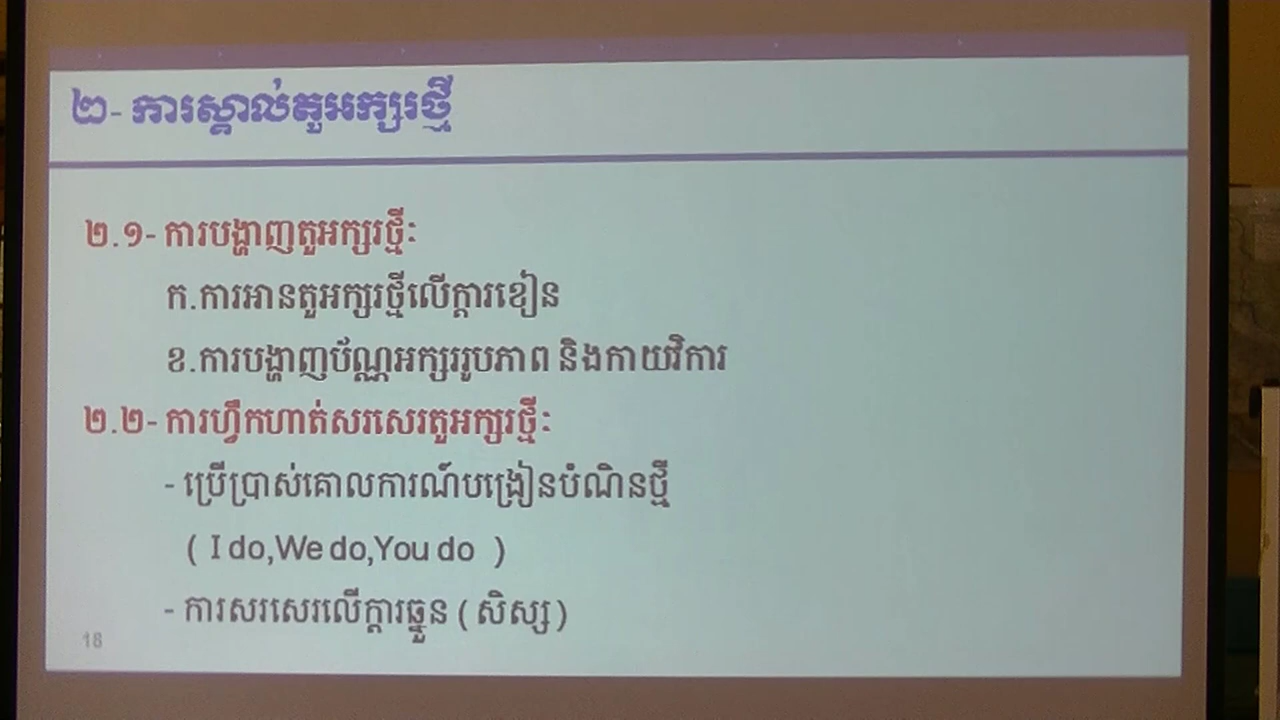 ២- ការស្គាល់តួអក្សរថ្មី
២.១- ការបង្ហាញតួអក្សរថ្មីៈ
ក.ការអានតួអក្សរថ្មីលើក្តារខៀន
ខ.ការបង្ហាញប័ណ្ណអក្សររូបភាព និងកាយវិការ
២.២- ការហ្វឹកហាត់សរសេរតួអក្សរថ្មីៈ
- ប្រើប្រាស់គោលការណ៍បង្រៀនបំណិនថ្មី
( I do,We do,You do )
- ការសរសេរលើក្តារឆ្នួន ( សិស្ស )
18